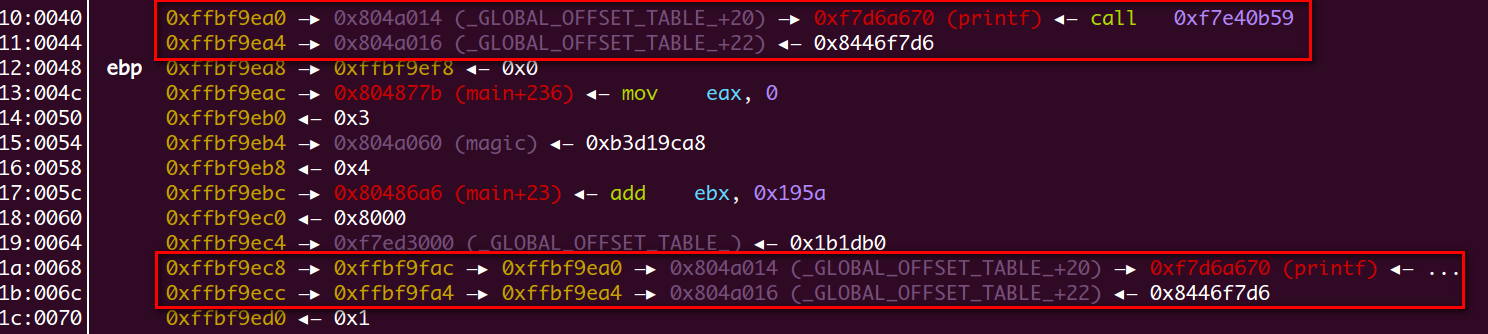 10:0040 0xffbf9ea0 —▸ 0x804a014 (_GLOBAL_OFFSET_TABLE_+20) —▸ 0xf7d6a670 (printf) ◂— call 0xf7e40b59
11:0044 0xffbf9ea4 —▸ 0x804a016 (_GLOBAL_OFFSET_TABLE_+22) ◂— 0x8446f7d6
12:0048 ebp 0xffbf9ea8 —▸ 0xffbf9ef8 ◂— 0x0
13:004c 0xffbf9eac —▸ 0x804877b (main+236) ◂— mov eax, 0
14:0050 0xffbf9eb0 ◂— 0x3
15:0054 0xffbf9eb4 —▸ 0x804a060 (magic) ◂— 0xb3d19ca8
16:0058 0xffbf9eb8 ◂— 0x4
17:005c 0xffbf9ebc —▸ 0x80486a6 (main+23) ◂— add ebx, 0x195a
18:0060 0xffbf9ec0 ◂— 0x8000
19:0064 0xffbf9ec4 —▸ 0xf7ed3000 (_GLOBAL_OFFSET_TABLE_) ◂— 0x1b1db0
1a:0068 0xffbf9ec8 —▸ 0xffbf9fac —▸ 0xffbf9ea0 —▸ 0x804a014 (_GLOBAL_OFFSET_TABLE_+20) —▸ 0xf7d6a670 (printf) ◂— ...
1b:006c 0xffbf9ecc —▸ 0xffbf9fa4 —▸ 0xffbf9ea4 —▸ 0x804a016 (_GLOBAL_OFFSET_TABLE_+22) ◂— 0x8446f7d6
1c:0070 0xffbf9ed0 ◂— 0x1